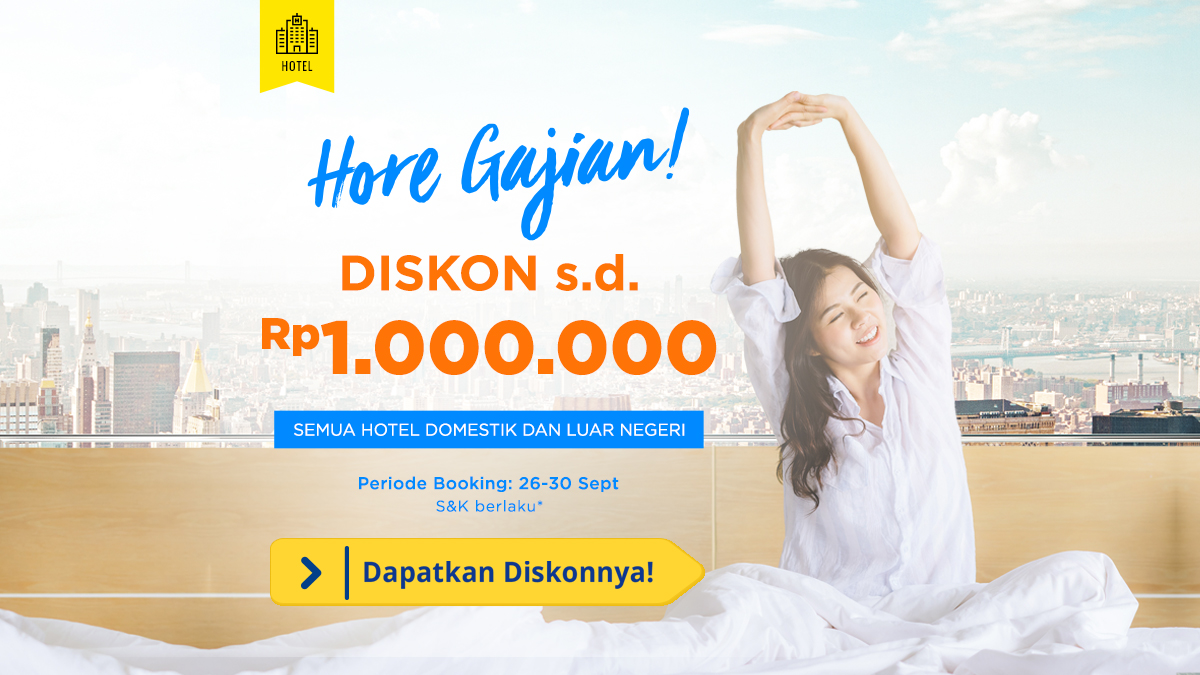 HOTEL
Hore Gajian!
DISKON s.d.
Rp1.000.000
SEMUA HOTEL DOMESTIK DAN LUAR NEGERI
Periode Booking: 26-30 Sept
S&K berlaku*
Dapatkan Diskonnya!